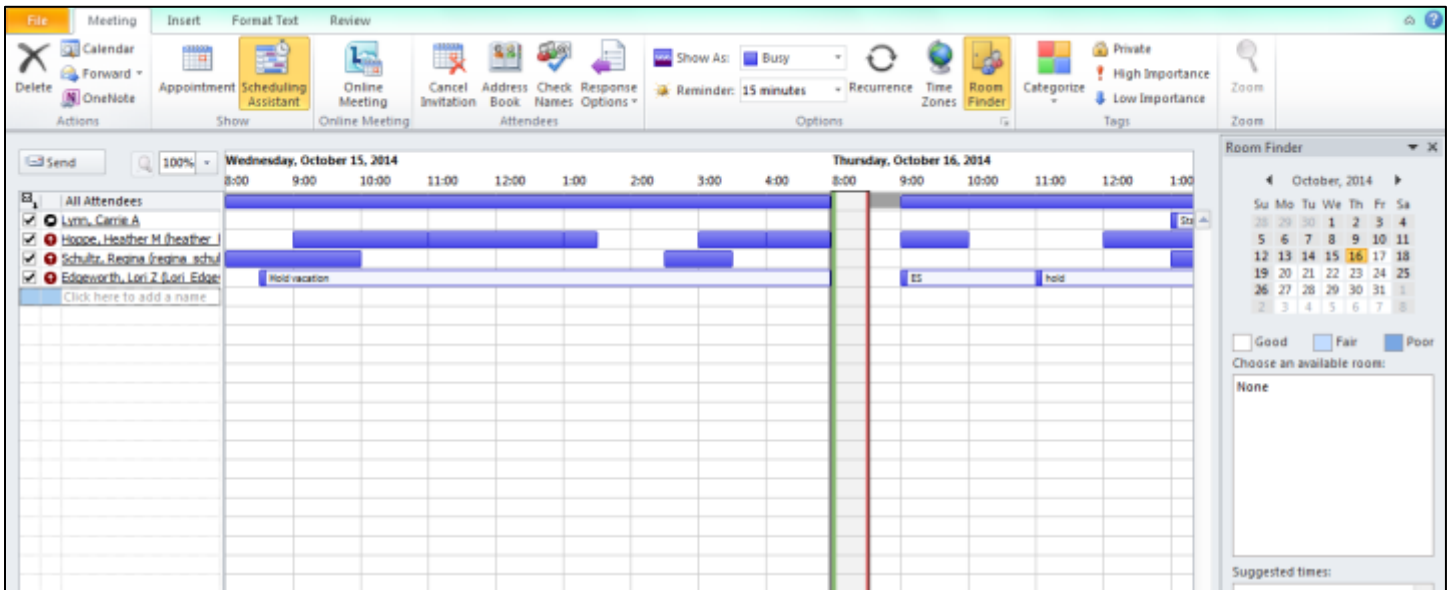 File Meeting Insert Format Text Review
Delete
Calendar
Forward
OneNote
Actions
Appointment
Scheduling Assistant
Show
Online Meeting
Online Meeting
Cancel Invitation
Address Book
Check Names
Response Options
Attendees
Show As: Busy
Reminder: 15 minutes
Recurrence
Time Zones
Room Finder
Options
Categorize
Private
High Importance
Low Importance
Tags
Zoom
Zoom
Send
100%
Wednesday, October 15, 2014
Thursday, October 16, 2014
8:00 9:00 10:00 11:00 12:00 1:00 2:00 3:00 4:00 8:00 9:00 10:00 11:00 12:00 1:00
All Attendees
Lynn, Carrie A
Sta
Hoppe, Heather M (heather_
Schultz, Regina (regina_schul
Edgeworth, Lori Z (Lori_Edge
Hold vacation
ES
hold
Click here to add a name
Room Finder
October, 2014
Su Mo Tu We Th Fr Sa
28 29 30 1 2 3 4
5 6 7 8 9 10 11
12 13 14 15 16 17 18
19 20 21 22 23 24 25
26 27 28 29 30 31 1
2 3 4 5 6 7 8
Good Fair Poor
Choose an available room:
None
Suggested times: